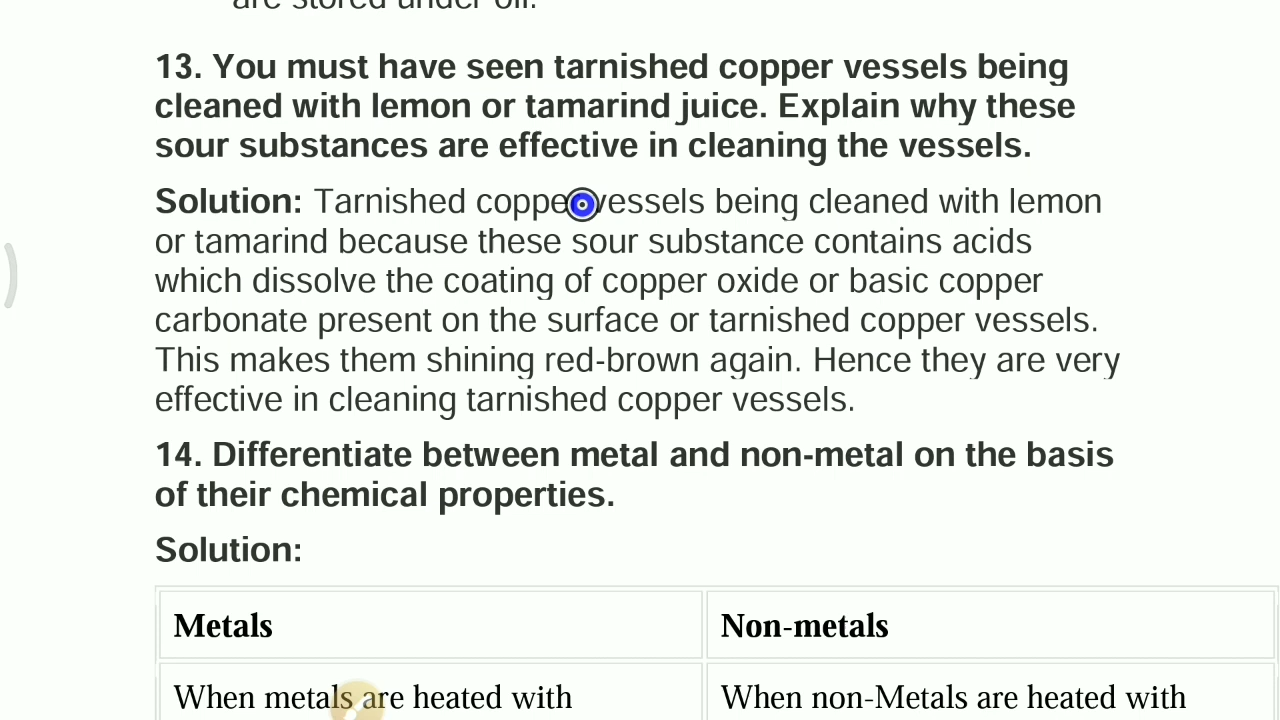 are stored under oil.
13. You must have seen tarnished copper vessels being
cleaned with lemon or tamarind juice. Explain why these
sour substances are effective in cleaning the vessels.
Solution: Tarnished copper vessels being cleaned with lemon
or tamarind because these sour substance contains acids
which dissolve the coating of copper oxide or basic copper
carbonate present on the surface or tarnished copper vessels.
This makes them shining red-brown again. Hence they are very
effective in cleaning tarnished copper vessels.
14. Differentiate between metal and non-metal on the basis
of their chemical properties.
Solution:
Metals
Non-metals
When metals are heated with
When non-Metals are heated with